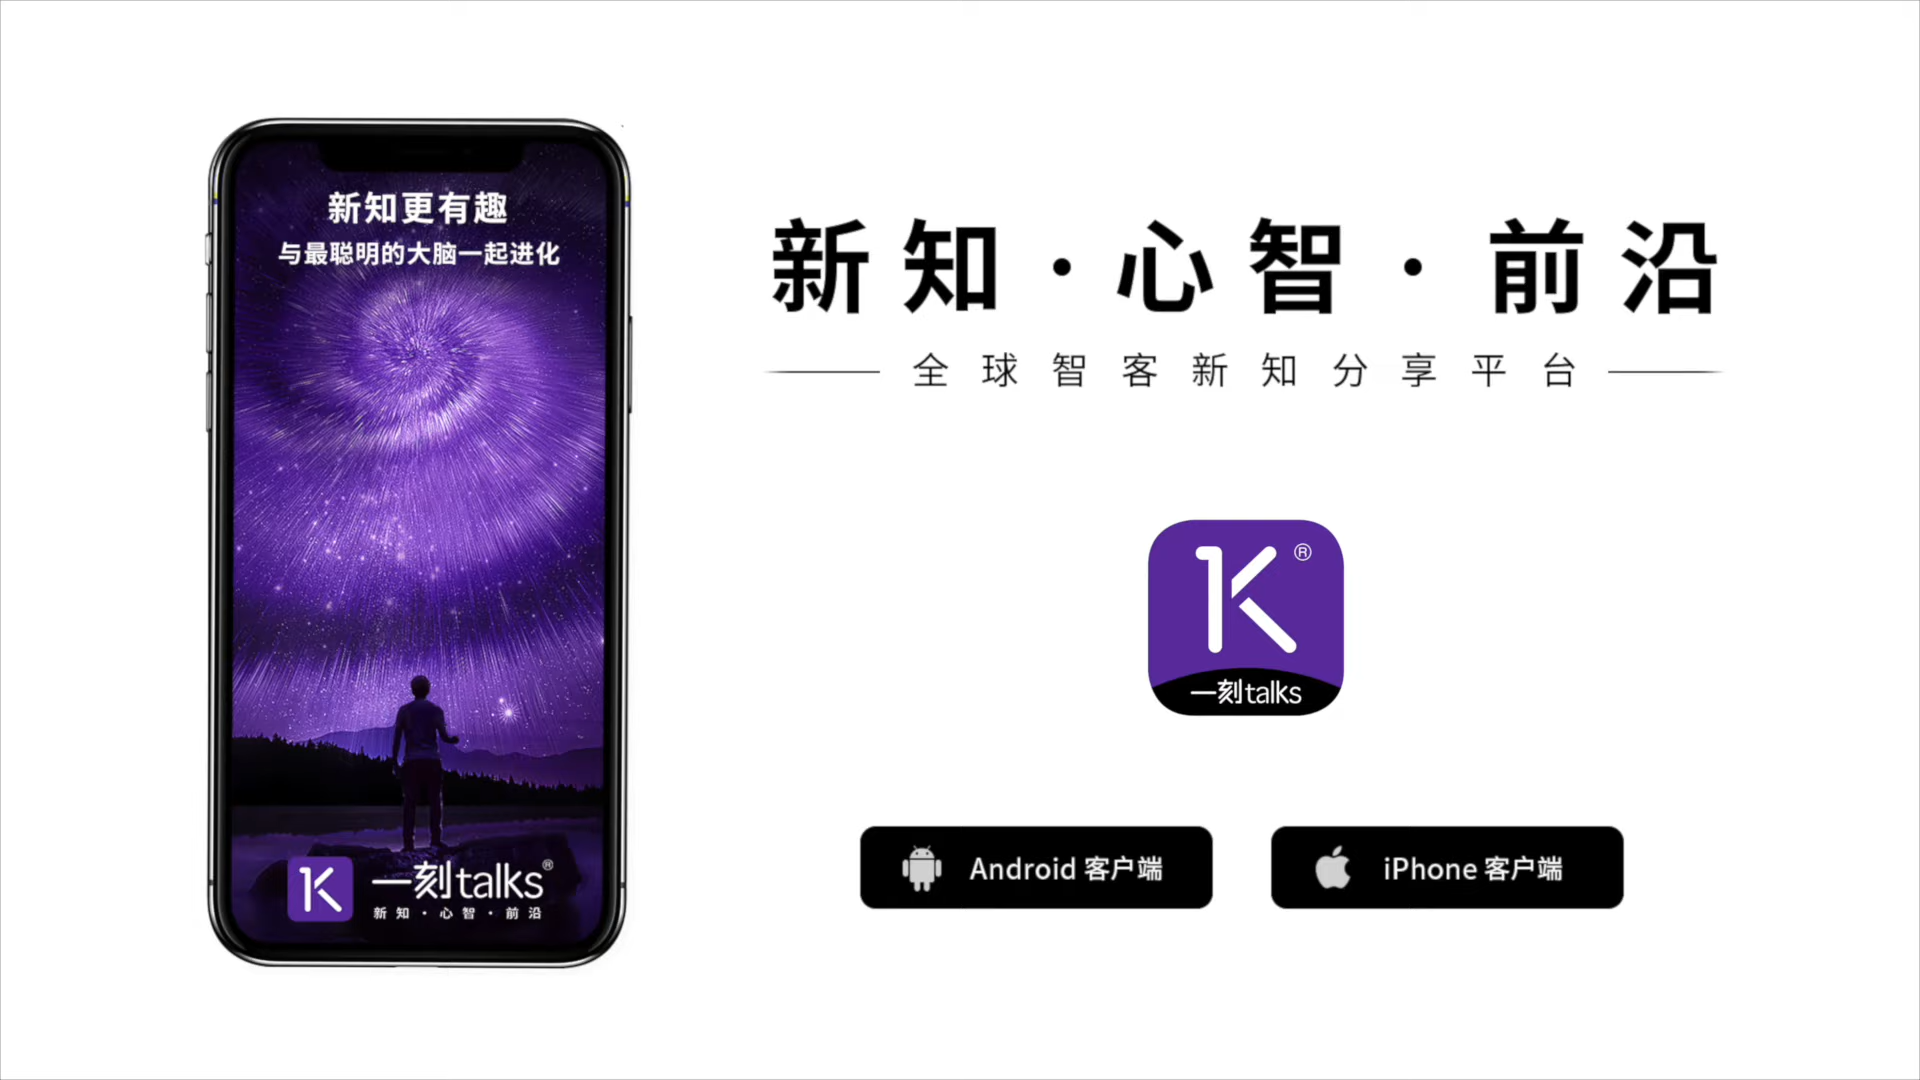 新知更有趣
与最聪明的大脑一起进化
K
一刻talks®
新知·心智·前沿
新知·心智·前沿
全球智客新知分享平台
K®
一刻talks
Android 客户端
iPhone 客户端